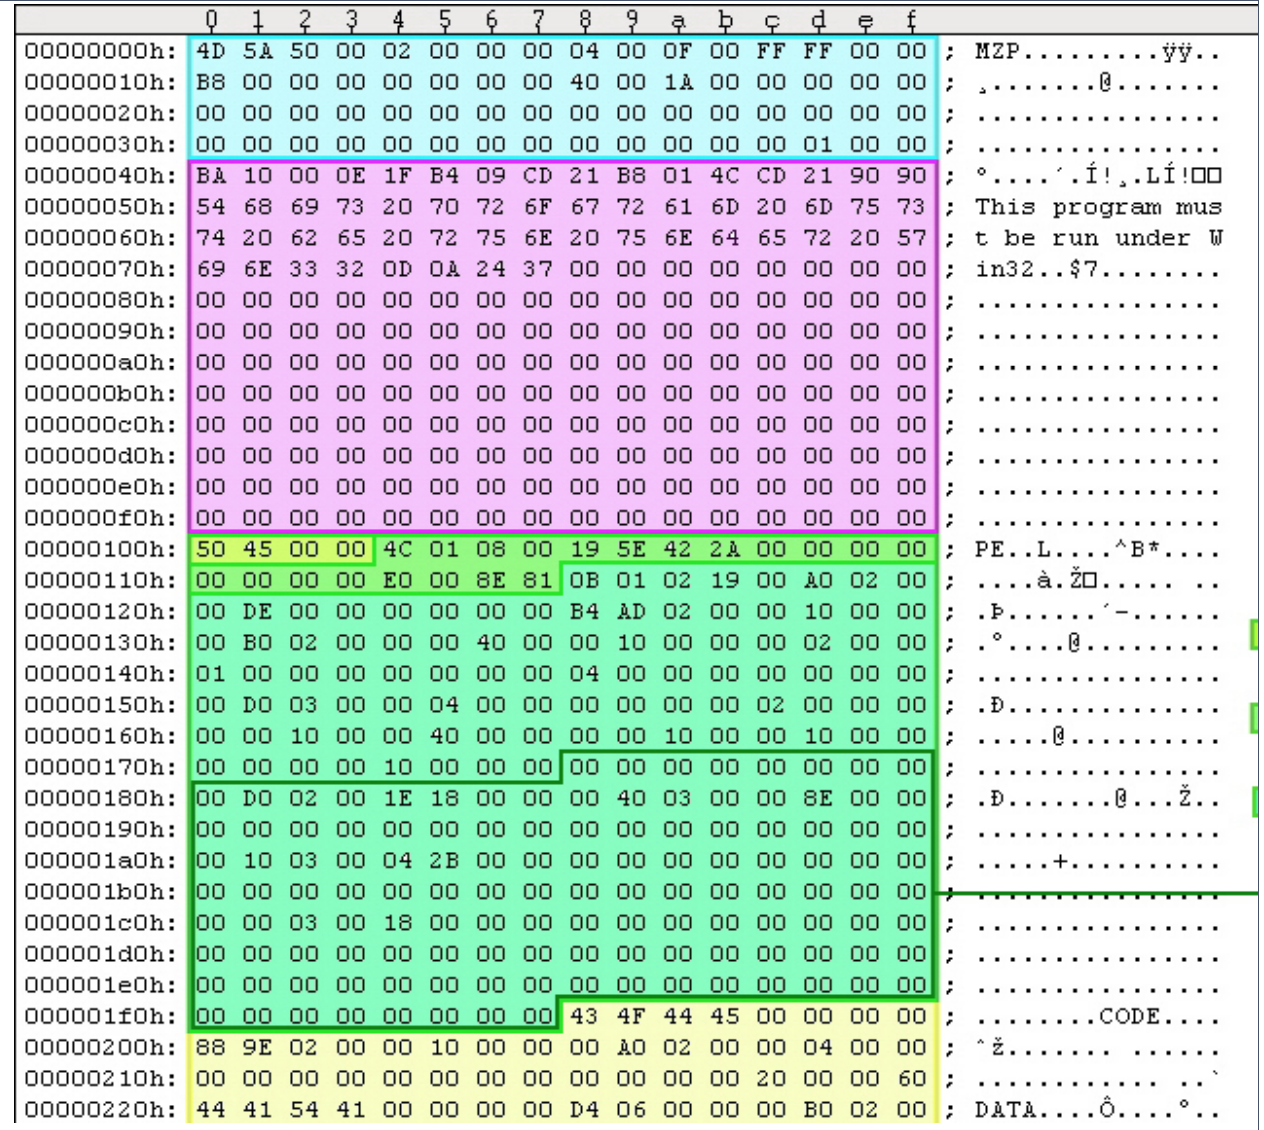 0 1 2 3 4 5 6 7 8 9 a b c d e f
00000000h: 4D 5A 50 00 02 00 00 00 04 00 0F 00 FF FF 00 00 ; MZP.........ÿÿ..
00000010h: B8 00 00 00 00 00 00 00 40 00 1A 00 00 00 00 00 ; ¸.......@.......
00000020h: 00 00 00 00 00 00 00 00 00 00 00 00 00 00 00 00 ; ................
00000030h: 00 00 00 00 00 00 00 00 00 00 00 00 00 01 00 00 ; ................
00000040h: BA 10 00 0E 1F B4 09 CD 21 B8 01 4C CD 21 90 90 ; º....´.Í!¸.LÍ!□□
00000050h: 54 68 69 73 20 70 72 6F 67 72 61 6D 20 6D 75 73 ; This program mus
00000060h: 74 20 62 65 20 72 75 6E 20 75 6E 64 65 72 20 57 ; t be run under W
00000070h: 69 6E 33 32 0D 0A 24 37 00 00 00 00 00 00 00 00 ; in32..$7........
00000080h: 00 00 00 00 00 00 00 00 00 00 00 00 00 00 00 00 ; ................
00000090h: 00 00 00 00 00 00 00 00 00 00 00 00 00 00 00 00 ; ................
000000a0h: 00 00 00 00 00 00 00 00 00 00 00 00 00 00 00 00 ; ................
000000b0h: 00 00 00 00 00 00 00 00 00 00 00 00 00 00 00 00 ; ................
000000c0h: 00 00 00 00 00 00 00 00 00 00 00 00 00 00 00 00 ; ................
000000d0h: 00 00 00 00 00 00 00 00 00 00 00 00 00 00 00 00 ; ................
000000e0h: 00 00 00 00 00 00 00 00 00 00 00 00 00 00 00 00 ; ................
000000f0h: 00 00 00 00 00 00 00 00 00 00 00 00 00 00 00 00 ; ................
00000100h: 50 45 00 00 4C 01 08 00 19 5E 42 2A 00 00 00 00 ; PE..L....^B*....
00000110h: 00 00 00 00 E0 00 8E 81 0B 01 02 19 00 A0 02 00 ; ....à.Ž□..... ..
00000120h: 00 DE 00 00 00 00 00 00 B4 AD 02 00 00 10 00 00 ; .Þ......´-......
00000130h: 00 B0 02 00 00 00 40 00 00 10 00 00 00 02 00 00 ; .°....@.........
00000140h: 01 00 00 00 00 00 00 00 04 00 00 00 00 00 00 00 ; ................
00000150h: 00 D0 03 00 00 04 00 00 00 00 00 00 02 00 00 00 ; .Ð..............
00000160h: 00 00 10 00 00 40 00 00 00 00 10 00 00 10 00 00 ; .....@..........
00000170h: 00 00 00 00 10 00 00 00 00 00 00 00 00 00 00 00 ; ................
00000180h: 00 D0 02 00 1E 18 00 00 00 40 03 00 00 8E 00 00 ; .Ð.......@...Ž..
00000190h: 00 00 00 00 00 00 00 00 00 00 00 00 00 00 00 00 ; ................
000001a0h: 00 10 03 00 04 2B 00 00 00 00 00 00 00 00 00 00 ; .....+..........
000001b0h: 00 00 00 00 00 00 00 00 00 00 00 00 00 00 00 00 ; ................
000001c0h: 00 00 03 00 18 00 00 00 00 00 00 00 00 00 00 00 ; ................
000001d0h: 00 00 00 00 00 00 00 00 00 00 00 00 00 00 00 00 ; ................
000001e0h: 00 00 00 00 00 00 00 00 00 00 00 00 00 00 00 00 ; ................
000001f0h: 00 00 00 00 00 00 00 00 43 4F 44 45 00 00 00 00 ; ........CODE....
00000200h: 88 9E 02 00 00 10 00 00 00 A0 02 00 00 04 00 00 ; ˆž....... ......
00000210h: 00 00 00 00 00 00 00 00 00 00 00 00 20 00 00 60 ; ............ ..`
00000220h: 44 41 54 41 00 00 00 00 D4 06 00 00 00 B0 02 00 ; DATA....Ô....°..